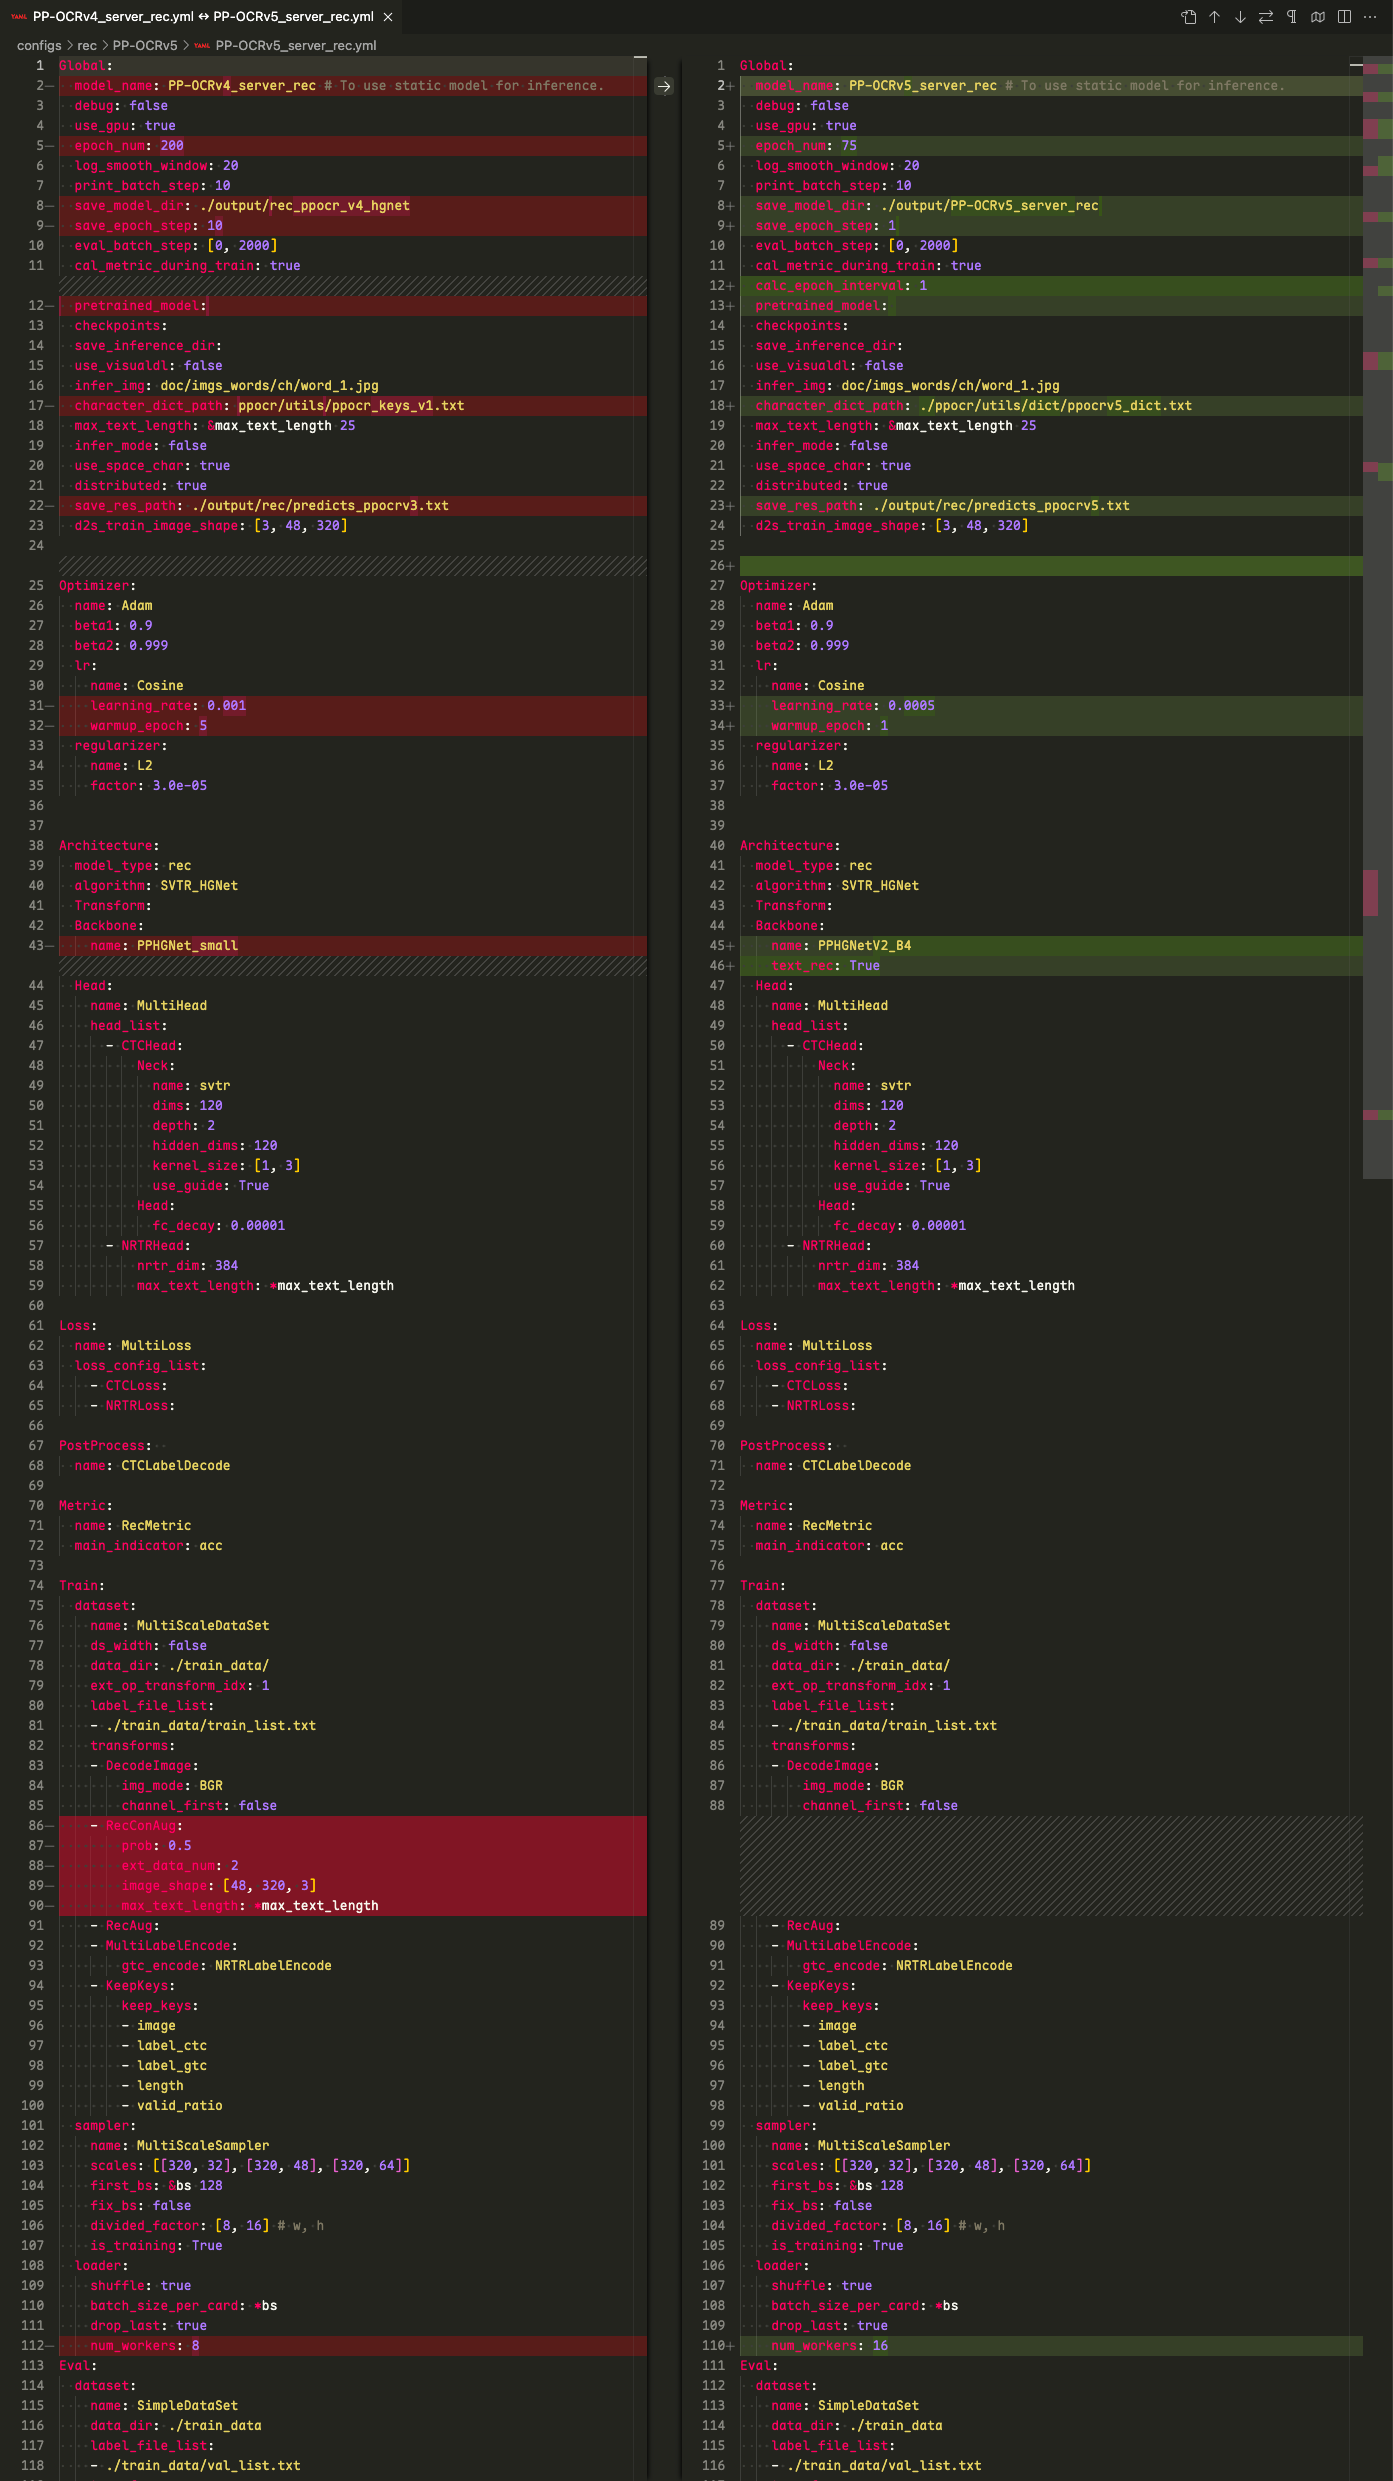 PP-OCRv4_server_rec.yml ↔ PP-OCRv5_server_rec.yml
configs > rec > PP-OCRv5 > PP-OCRv5_server_rec.yml
1 Global:
2— model_name: PP-OCRv4_server_rec # To use static model for inference.
3 debug: false
4 use_gpu: true
5— epoch_num: 200
6 log_smooth_window: 20
7 print_batch_step: 10
8— save_model_dir: ./output/rec_ppocr_v4_hgnet
9— save_epoch_step: 10
10 eval_batch_step: [0, 2000]
11 cal_metric_during_train: true
12— pretrained_model:
13 checkpoints:
14 save_inference_dir:
15 use_visualdl: false
16 infer_img: doc/imgs_words/ch/word_1.jpg
17— character_dict_path: ppocr/utils/ppocr_keys_v1.txt
18 max_text_length: &max_text_length 25
19 infer_mode: false
20 use_space_char: true
21 distributed: true
22— save_res_path: ./output/rec/predicts_ppocrv3.txt
23 d2s_train_image_shape: [3, 48, 320]
24
25 Optimizer:
26 name: Adam
27 beta1: 0.9
28 beta2: 0.999
29 lr:
30 name: Cosine
31— learning_rate: 0.001
32— warmup_epoch: 5
33 regularizer:
34 name: L2
35 factor: 3.0e-05
36
37
38 Architecture:
39 model_type: rec
40 algorithm: SVTR_HGNet
41 Transform:
42 Backbone:
43— name: PPHGNet_small
44 Head:
45 name: MultiHead
46 head_list:
47 - CTCHead:
48 Neck:
49 name: svtr
50 dims: 120
51 depth: 2
52 hidden_dims: 120
53 kernel_size: [1, 3]
54 use_guide: True
55 Head:
56 fc_decay: 0.00001
57 - NRTRHead:
58 nrtr_dim: 384
59 max_text_length: *max_text_length
60
61 Loss:
62 name: MultiLoss
63 loss_config_list:
64 - CTCLoss:
65 - NRTRLoss:
66
67 PostProcess:
68 name: CTCLabelDecode
69
70 Metric:
71 name: RecMetric
72 main_indicator: acc
73
74 Train:
75 dataset:
76 name: MultiScaleDataSet
77 ds_width: false
78 data_dir: ./train_data/
79 ext_op_transform_idx: 1
80 label_file_list:
81 - ./train_data/train_list.txt
82 transforms:
83 - DecodeImage:
84 img_mode: BGR
85 channel_first: false
86— - RecConAug:
87— prob: 0.5
88— ext_data_num: 2
89— image_shape: [48, 320, 3]
90— max_text_length: *max_text_length
91 - RecAug:
92 - MultiLabelEncode:
93 gtc_encode: NRTRLabelEncode
94 - KeepKeys:
95 keep_keys:
96 - image
97 - label_ctc
98 - label_gtc
99 - length
100 - valid_ratio
101 sampler:
102 name: MultiScaleSampler
103 scales: [[320, 32], [320, 48], [320, 64]]
104 first_bs: &bs 128
105 fix_bs: false
106 divided_factor: [8, 16] # w, h
107 is_training: True
108 loader:
109 shuffle: true
110 batch_size_per_card: *bs
111 drop_last: true
112— num_workers: 8
113 Eval:
114 dataset:
115 name: SimpleDataSet
116 data_dir: ./train_data
117 label_file_list:
118 - ./train_data/val_list.txt
1 Global:
2+ model_name: PP-OCRv5_server_rec # To use static model for inference.
3 debug: false
4 use_gpu: true
5+ epoch_num: 75
6 log_smooth_window: 20
7 print_batch_step: 10
8+ save_model_dir: ./output/PP-OCRv5_server_rec
9+ save_epoch_step: 1
10 eval_batch_step: [0, 2000]
11 cal_metric_during_train: true
12+ calc_epoch_interval: 1
13+ pretrained_model:
14 checkpoints:
15 save_inference_dir:
16 use_visualdl: false
17 infer_img: doc/imgs_words/ch/word_1.jpg
18+ character_dict_path: ./ppocr/utils/dict/ppocrv5_dict.txt
19 max_text_length: &max_text_length 25
20 infer_mode: false
21 use_space_char: true
22 distributed: true
23+ save_res_path: ./output/rec/predicts_ppocrv5.txt
24 d2s_train_image_shape: [3, 48, 320]
25
26+
27 Optimizer:
28 name: Adam
29 beta1: 0.9
30 beta2: 0.999
31 lr:
32 name: Cosine
33+ learning_rate: 0.0005
34+ warmup_epoch: 1
35 regularizer:
36 name: L2
37 factor: 3.0e-05
38
39
40 Architecture:
41 model_type: rec
42 algorithm: SVTR_HGNet
43 Transform:
44 Backbone:
45+ name: PPHGNetV2_B4
46+ text_rec: True
47 Head:
48 name: MultiHead
49 head_list:
50 - CTCHead:
51 Neck:
52 name: svtr
53 dims: 120
54 depth: 2
55 hidden_dims: 120
56 kernel_size: [1, 3]
57 use_guide: True
58 Head:
59 fc_decay: 0.00001
60 - NRTRHead:
61 nrtr_dim: 384
62 max_text_length: *max_text_length
63
64 Loss:
65 name: MultiLoss
66 loss_config_list:
67 - CTCLoss:
68 - NRTRLoss:
69
70 PostProcess:
71 name: CTCLabelDecode
72
73 Metric:
74 name: RecMetric
75 main_indicator: acc
76
77 Train:
78 dataset:
79 name: MultiScaleDataSet
80 ds_width: false
81 data_dir: ./train_data/
82 ext_op_transform_idx: 1
83 label_file_list:
84 - ./train_data/train_list.txt
85 transforms:
86 - DecodeImage:
87 img_mode: BGR
88 channel_first: false
89 - RecAug:
90 - MultiLabelEncode:
91 gtc_encode: NRTRLabelEncode
92 - KeepKeys:
93 keep_keys:
94 - image
95 - label_ctc
96 - label_gtc
97 - length
98 - valid_ratio
99 sampler:
100 name: MultiScaleSampler
101 scales: [[320, 32], [320, 48], [320, 64]]
102 first_bs: &bs 128
103 fix_bs: false
104 divided_factor: [8, 16] # w, h
105 is_training: True
106 loader:
107 shuffle: true
108 batch_size_per_card: *bs
109 drop_last: true
110+ num_workers: 16
111 Eval:
112 dataset:
113 name: SimpleDataSet
114 data_dir: ./train_data
115 label_file_list:
116 - ./train_data/val_list.txt